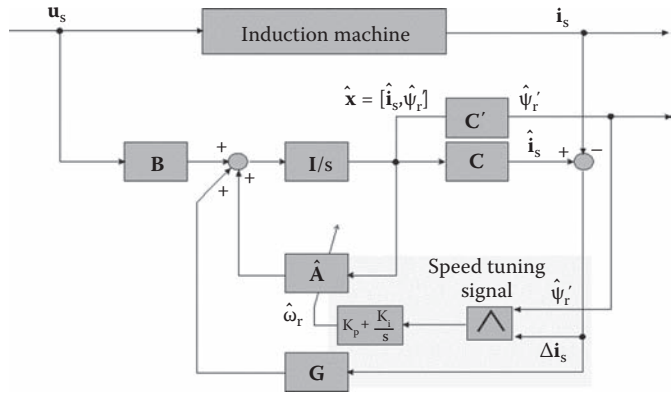 u_s
i_s
Induction machine
x̂ = [î_s,ψ̂_r′]
ψ̂_r′
C′
î_s
B
+
+
+
I/s
C
+
−
Â
Speed tuning
signal
ψ̂_r′
ω̂_r
K_p + K_i/s
∧
Δi_s
G